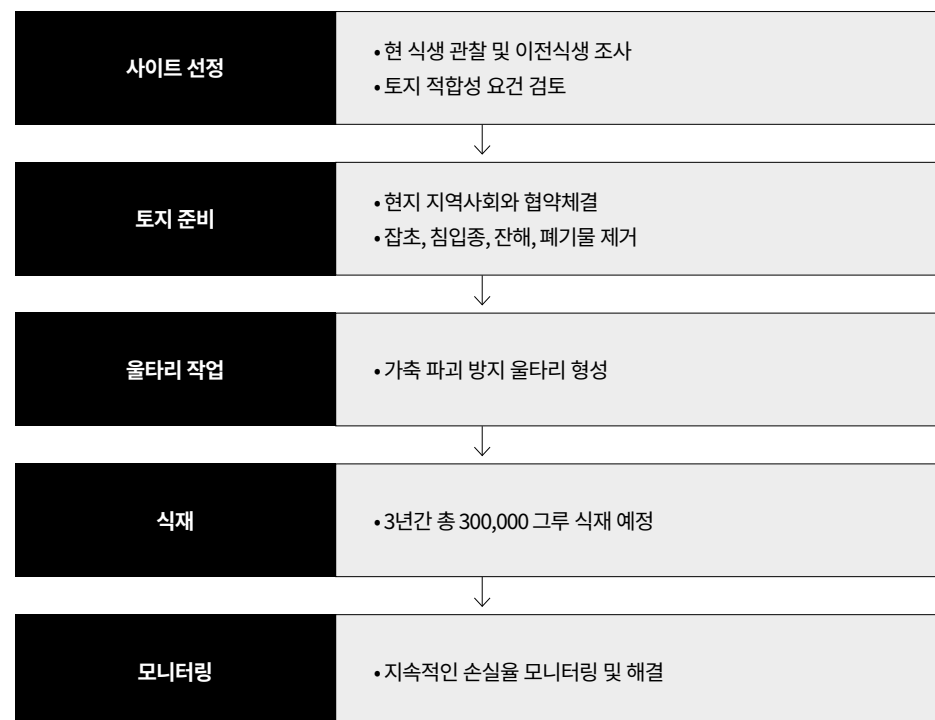 사이트 선정
• 현 식생 관찰 및 이전식생 조사
• 토지 적합성 요건 검토
토지 준비
• 현지 지역사회와 협약체결
• 잡초, 침입종, 잔해, 폐기물 제거
울타리 작업
• 가축 파괴 방지 울타리 형성
식재
• 3년간 총 300,000 그루 식재 예정
모니터링
• 지속적인 손실율 모니터링 및 해결